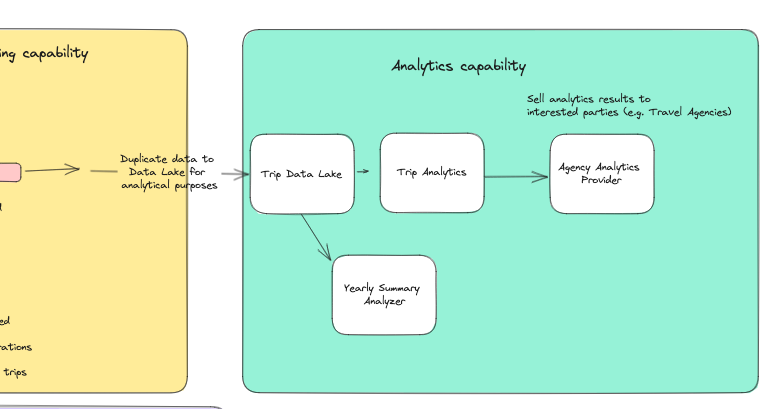 ing capability
Analytics capability
Sell analytics results to
interested parties (e.g. Travel Agencies)
Duplicate data to
Data Lake for
analytical purposes
Trip Data Lake
Trip Analytics
Agency Analytics
Provider
Yearly Summary
Analyzer
ed
rations
trips